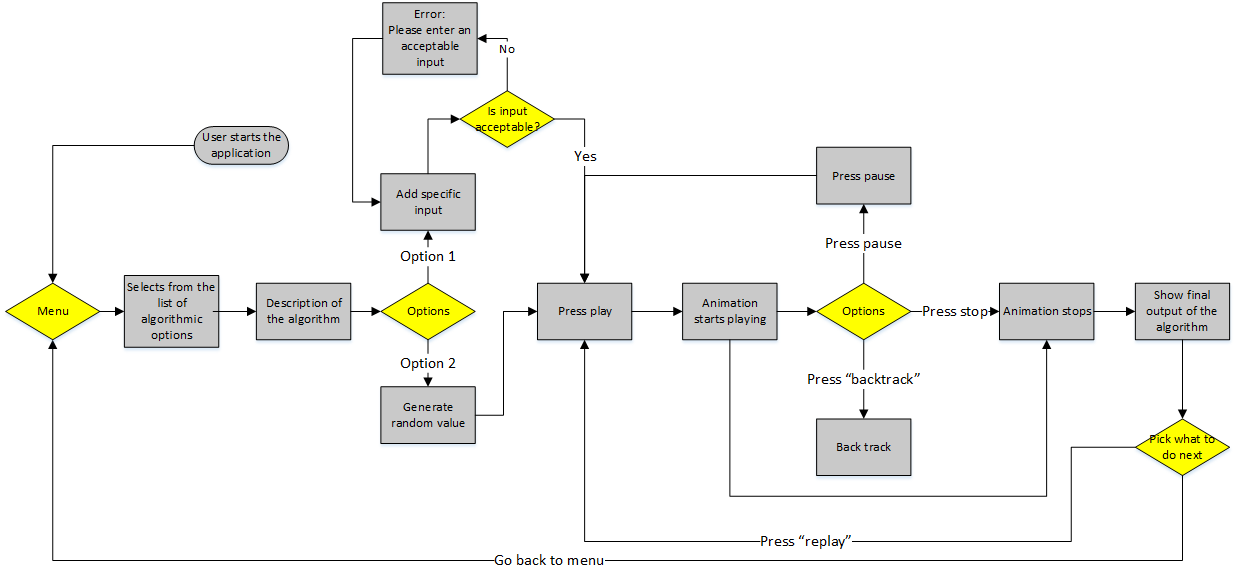 Error:
Please enter an
acceptable
input
No
Is input
acceptable?
User starts the
application
Yes
Press pause
Add specific
input
Press pause
Option 1
Menu
Selects from the
list of
algorithmic
options
Description of
the algorithm
Options
Press play
Animation
starts playing
Options
Press stop
Animation stops
Show final
output of the
algorithm
Option 2
Press “backtrack”
Generate
random value
Back track
Pick what to
do next
Press “replay”
Go back to menu